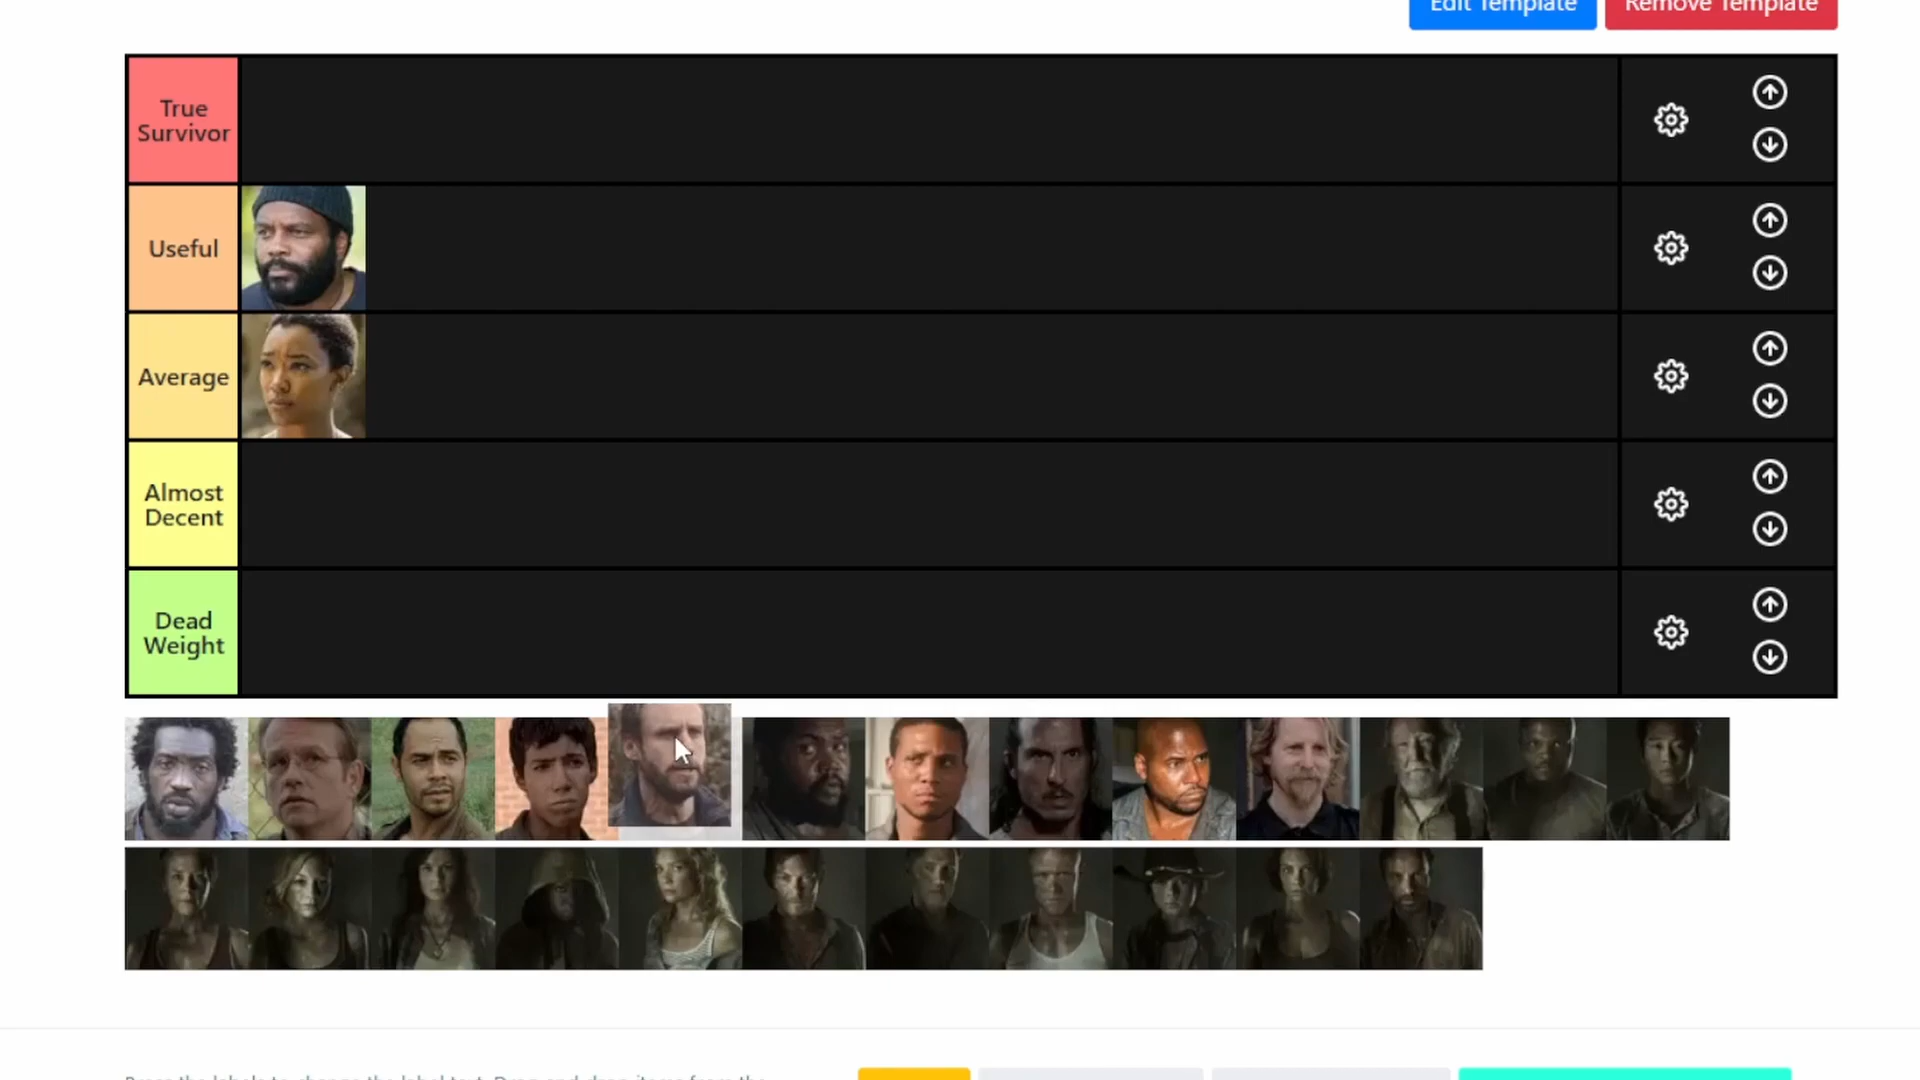 Edit Template
Remove Template
True
Survivor
Useful
Average
Almost
Decent
Dead
Weight